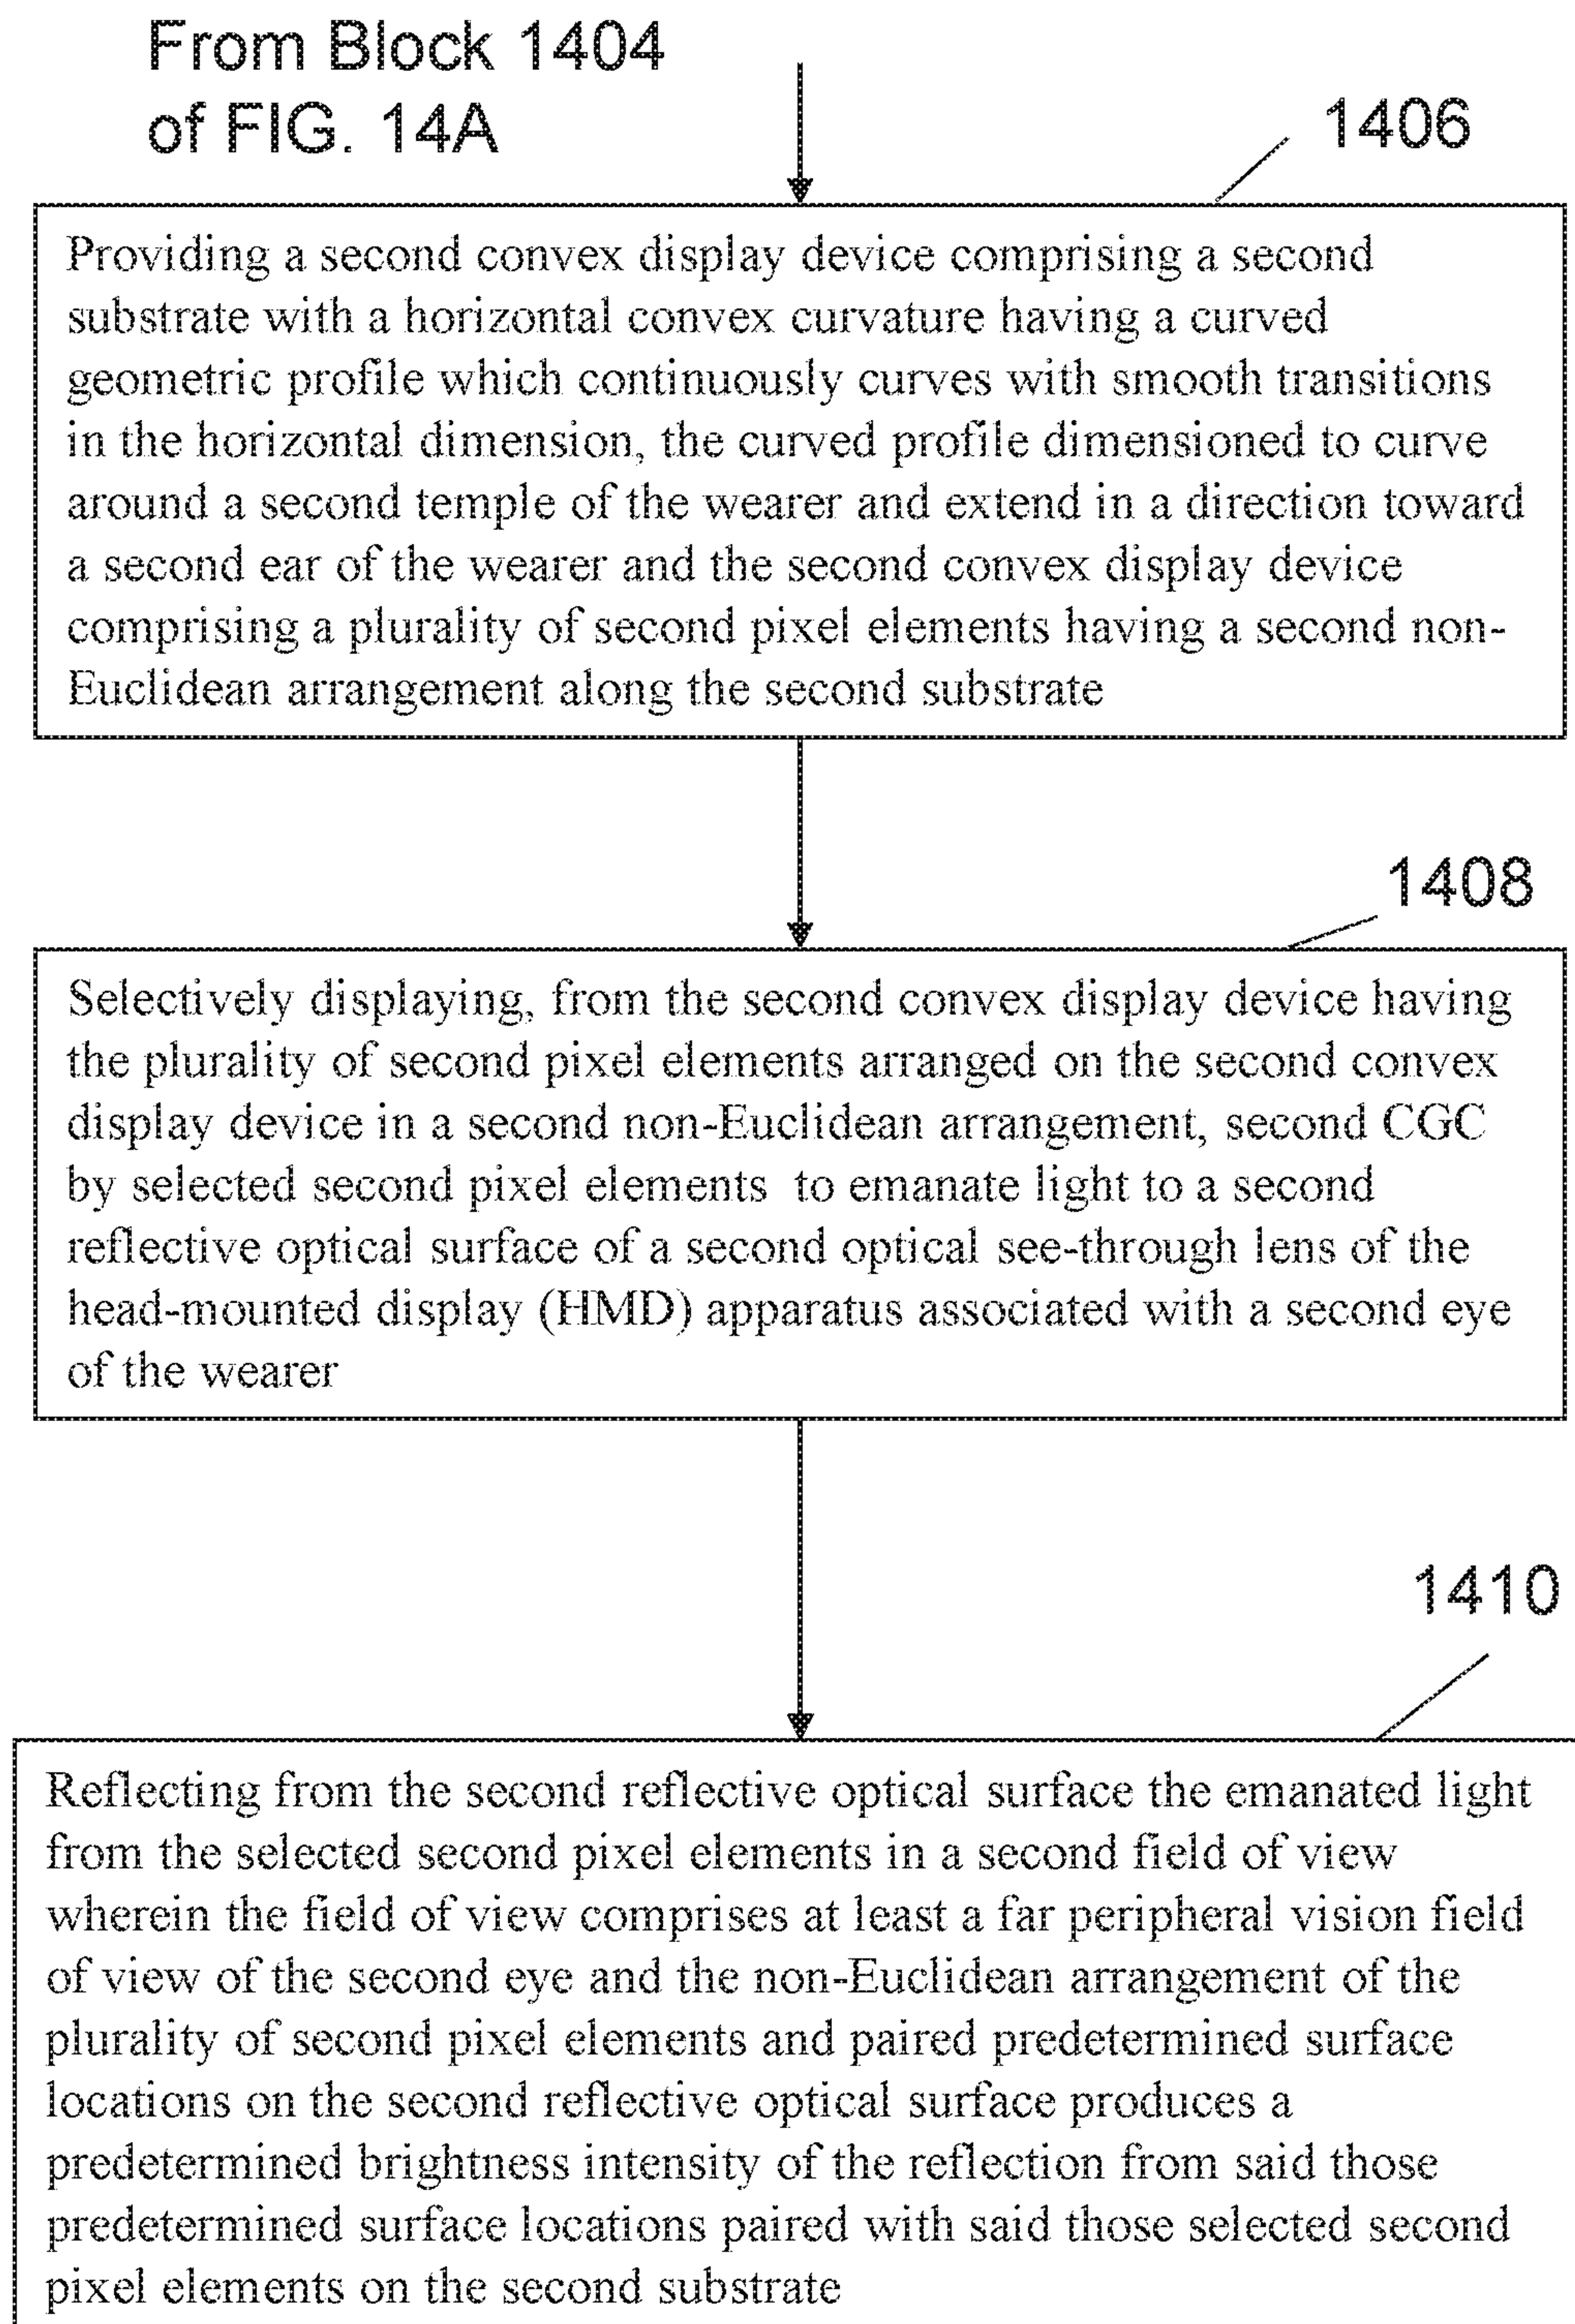 From Block 1404
of FIG. 14A
1406
Providing a second convex display device comprising a second
substrate with a horizontal convex curvature having a curved
geometric profile which continuously curves with smooth transitions
in the horizontal dimension, the curved profile dimensioned to curve
around a second temple of the wearer and extend in a direction toward
a second ear of the wearer and the second convex display device
comprising a plurality of second pixel elements having a second non-
Euclidean arrangement along the second substrate
1408
Selectively displaying, from the second convex display device having
the plurality of second pixel elements arranged on the second convex
display device in a second non-Euclidean arrangement, second CGC
by selected second pixel elements to emanate light to a second
reflective optical surface of a second optical see-through lens of the
head-mounted display (HMD) apparatus associated with a second eye
of the wearer
1410
Reflecting from the second reflective optical surface the emanated light
from the selected second pixel elements in a second field of view
wherein the field of view comprises at least a far peripheral vision field
of view of the second eye and the non-Euclidean arrangement of the
plurality of second pixel elements and paired predetermined surface
locations on the second reflective optical surface produces a
predetermined brightness intensity of the reflection from said those
predetermined surface locations paired with said those selected second
pixel elements on the second substrate